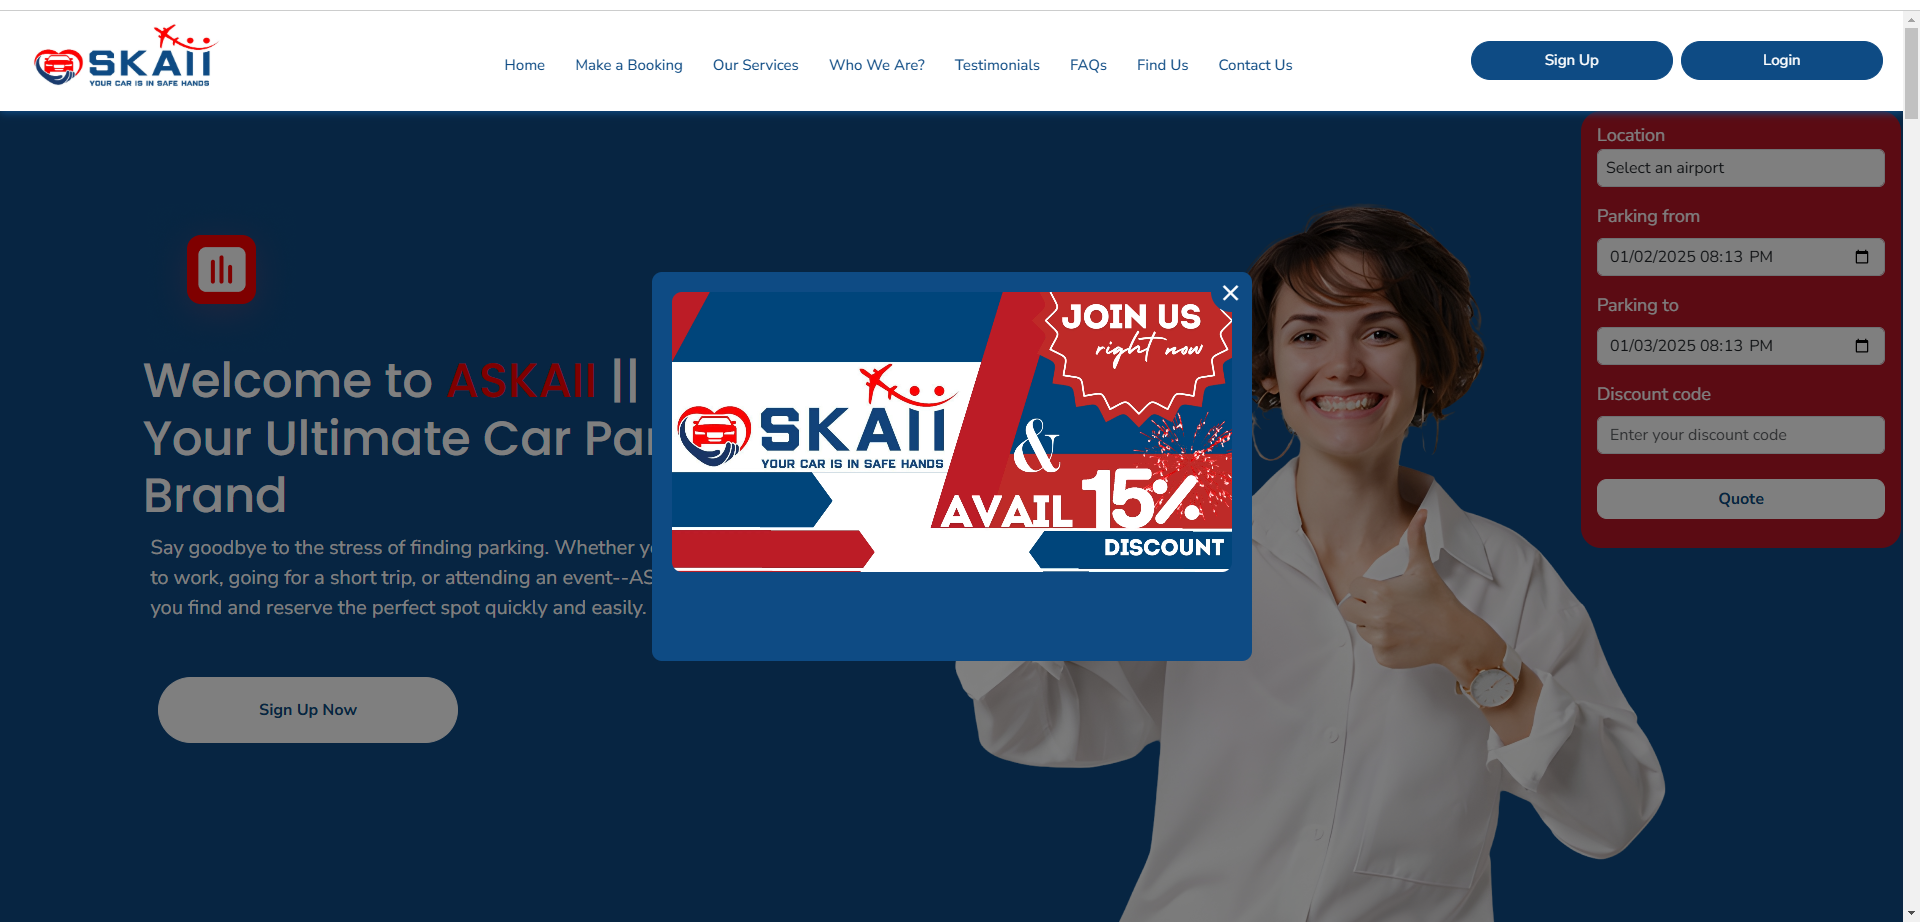 SKAII
YOUR CAR IS IN SAFE HANDS
Home
Make a Booking
Our Services
Who We Are?
Testimonials
FAQs
Find Us
Contact Us
Sign Up
Login
Welcome to ASKAII ||
Your Ultimate Car Par
Brand
Say goodbye to the stress of finding parking. Whether
to work, going for a short trip, or attending an event--AS
you find and reserve the perfect spot quickly and easily.
Sign Up Now
JOIN US
right now
SKAII
YOUR CAR IS IN SAFE HANDS
&
AVAIL 15%
DISCOUNT
Location
Select an airport
Parking from
01/02/2025 08:13 PM
Parking to
01/03/2025 08:13 PM
Discount code
Enter your discount code
Quote